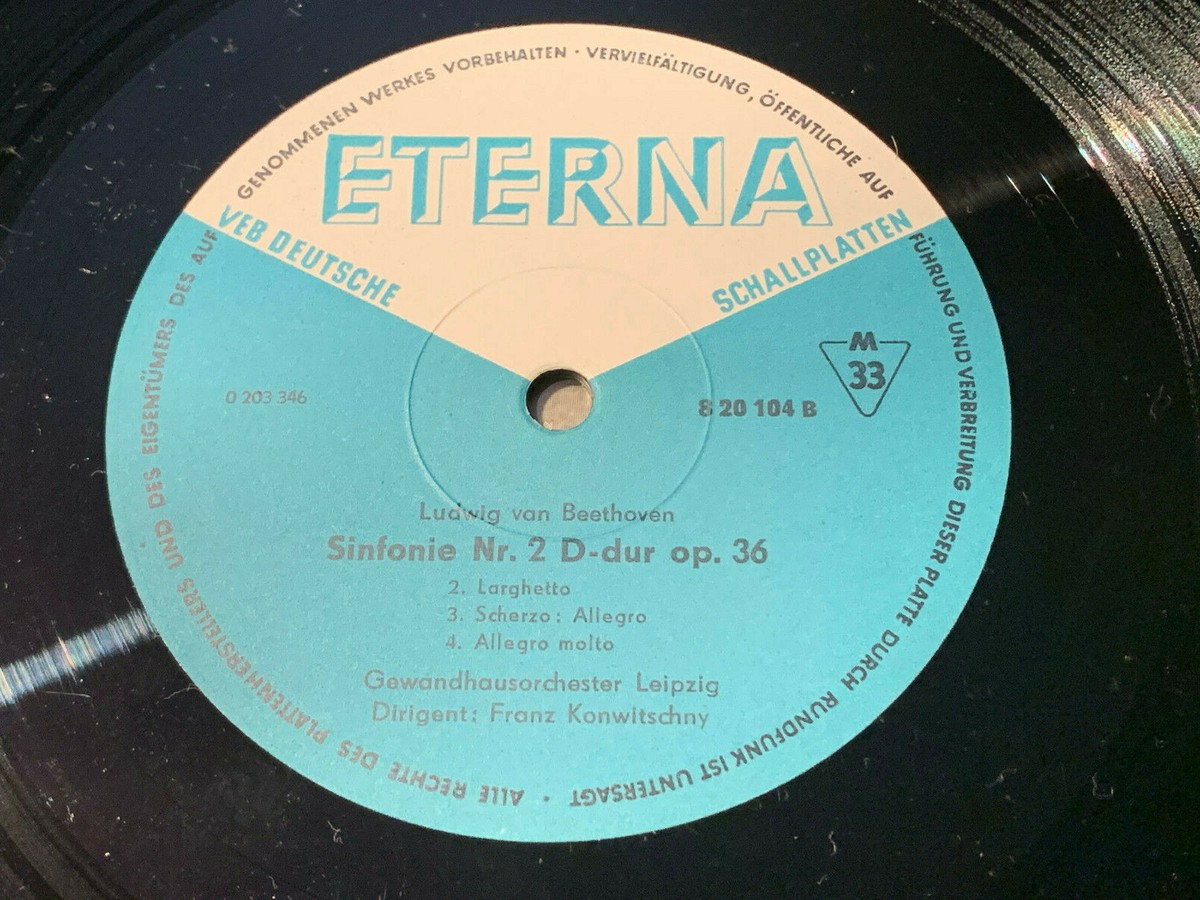 GENOMMENEN WERKES VORBEHALTEN · VERVIELFÄLTIGUNG, ÖFFENTLICHE AUF
ETERNA
VEB DEUTSCHE SCHALLPLATTEN
FÜHRUNG UND VERBREITUNG DIESER PLATTE DURCH RUNDFUNK IST UNTERSAGT ·
ALLE RECHTE DES PLATTENHERSTELLERS UND DES EIGENTÜMERS DES AUF
M
33
0 203 346
8 20 104 B
Ludwig van Beethoven
Sinfonie Nr. 2 D-dur op. 36
2. Larghetto
3. Scherzo: Allegro
4. Allegro molto
Gewandhausorchester Leipzig
Dirigent: Franz Konwitschny